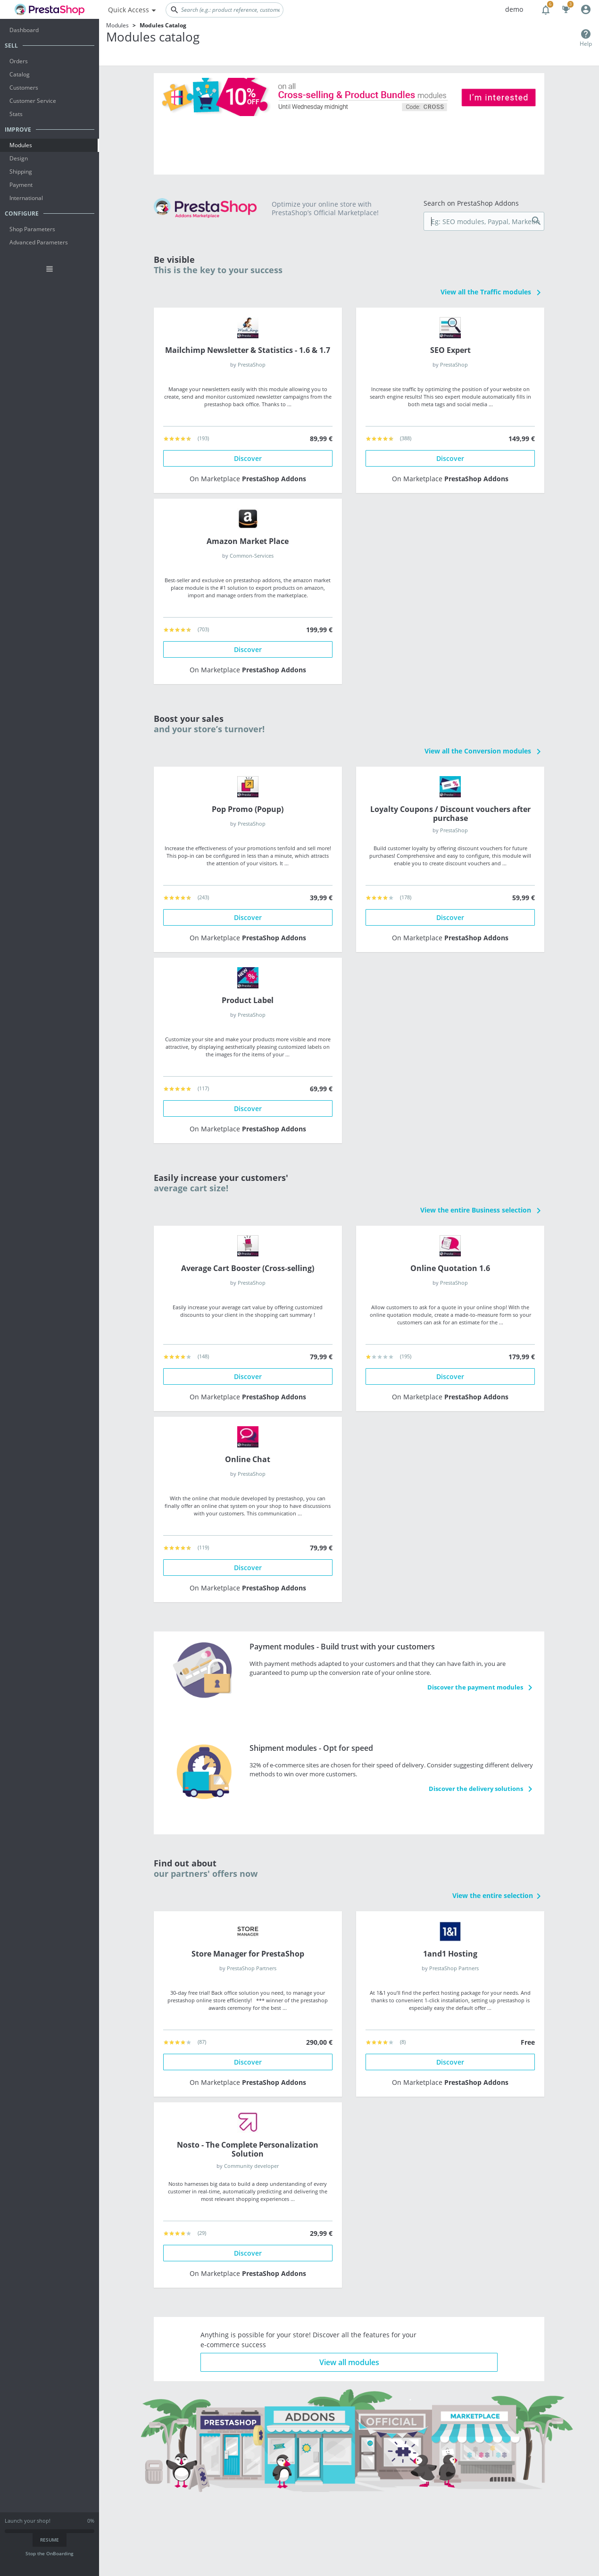 PrestaShop
Quick Access
Search (e.g.: product reference, custome
demo
Modules > Modules Catalog
Modules catalog
Help
Dashboard
SELL
Orders
Catalog
Customers
Customer Service
Stats
IMPROVE
Modules
Design
Shipping
Payment
International
CONFIGURE
Shop Parameters
Advanced Parameters
10% OFF
on all
Cross-selling & Product Bundles modules
Until Wednesday midnight
Code: CROSS
I'm interested
PrestaShop
Addons Marketplace
Optimize your online store with
PrestaShop's Official Marketplace!
Search on PrestaShop Addons
Eg: SEO modules, Paypal, Market
Be visible
This is the key to your success
View all the Traffic modules
Mailchimp Newsletter & Statistics - 1.6 & 1.7
by PrestaShop
Manage your newsletters easily with this module allowing you to
create, send and monitor customized newsletter campaigns from the
prestashop back office. Thanks to ...
(193)
89,99 €
Discover
On Marketplace PrestaShop Addons
SEO Expert
by PrestaShop
Increase site traffic by optimizing the position of your website on
search engine results! This seo expert module automatically fills in
both meta tags and social media ...
(388)
149,99 €
Discover
On Marketplace PrestaShop Addons
Amazon Market Place
by Common-Services
Best-seller and exclusive on prestashop addons, the amazon market
place module is the #1 solution to export products on amazon,
import and manage orders from the marketplace.
(703)
199,99 €
Discover
On Marketplace PrestaShop Addons
Boost your sales
and your store's turnover!
View all the Conversion modules
Pop Promo (Popup)
by PrestaShop
Increase the effectiveness of your promotions tenfold and sell more!
This pop-in can be configured in less than a minute, which attracts
the attention of your visitors. It ...
(243)
39,99 €
Discover
On Marketplace PrestaShop Addons
Loyalty Coupons / Discount vouchers after
purchase
by PrestaShop
Build customer loyalty by offering discount vouchers for future
purchases! Comprehensive and easy to configure, this module will
enable you to create discount vouchers and ...
(178)
59,99 €
Discover
On Marketplace PrestaShop Addons
Product Label
by PrestaShop
Customize your site and make your products more visible and more
attractive, by displaying aesthetically pleasing customized labels on
the images for the items of your ...
(117)
69,99 €
Discover
On Marketplace PrestaShop Addons
Easily increase your customers'
average cart size!
View the entire Business selection
Average Cart Booster (Cross-selling)
by PrestaShop
Easily increase your average cart value by offering customized
discounts to your client in the shopping cart summary !
(148)
79,99 €
Discover
On Marketplace PrestaShop Addons
Online Quotation 1.6
by PrestaShop
Allow customers to ask for a quote in your online shop! With the
online quotation module, create a made-to-measure form so your
customers can ask for an estimate for the ...
(195)
179,99 €
Discover
On Marketplace PrestaShop Addons
Online Chat
by PrestaShop
With the online chat module developed by prestashop, you can
finally offer an online chat system on your shop to have discussions
with your customers. This communication ...
(119)
79,99 €
Discover
On Marketplace PrestaShop Addons
Payment modules - Build trust with your customers
With payment methods adapted to your customers and that they can have faith in, you are
guaranteed to pump up the conversion rate of your online store.
Discover the payment modules
Shipment modules - Opt for speed
32% of e-commerce sites are chosen for their speed of delivery. Consider suggesting different delivery
methods to win over more customers.
Discover the delivery solutions
Find out about
our partners' offers now
View the entire selection
STORE
MANAGER
Store Manager for PrestaShop
by PrestaShop Partners
30-day free trial! Back office solution you need, to manage your
prestashop online store efficiently! *** winner of the prestashop
awards ceremony for the best ...
(87)
290,00 €
Discover
On Marketplace PrestaShop Addons
1&1
1and1 Hosting
by PrestaShop Partners
At 1&1 you'll find the perfect hosting package for your needs. And
thanks to convenient 1-click installation, setting up prestashop is
especially easy the default offer ...
(8)
Free
Discover
On Marketplace PrestaShop Addons
Nosto - The Complete Personalization
Solution
by Community developer
Nosto harnesses big data to build a deep understanding of every
customer in real-time, automatically predicting and delivering the
most relevant shopping experiences ...
(29)
29,99 €
Discover
On Marketplace PrestaShop Addons
Anything is possible for your store! Discover all the features for your
e-commerce success
View all modules
PRESTASHOP
ADDONS
OFFICIAL
MARKETPLACE
Launch your shop!
0%
RESUME
Stop the OnBoarding